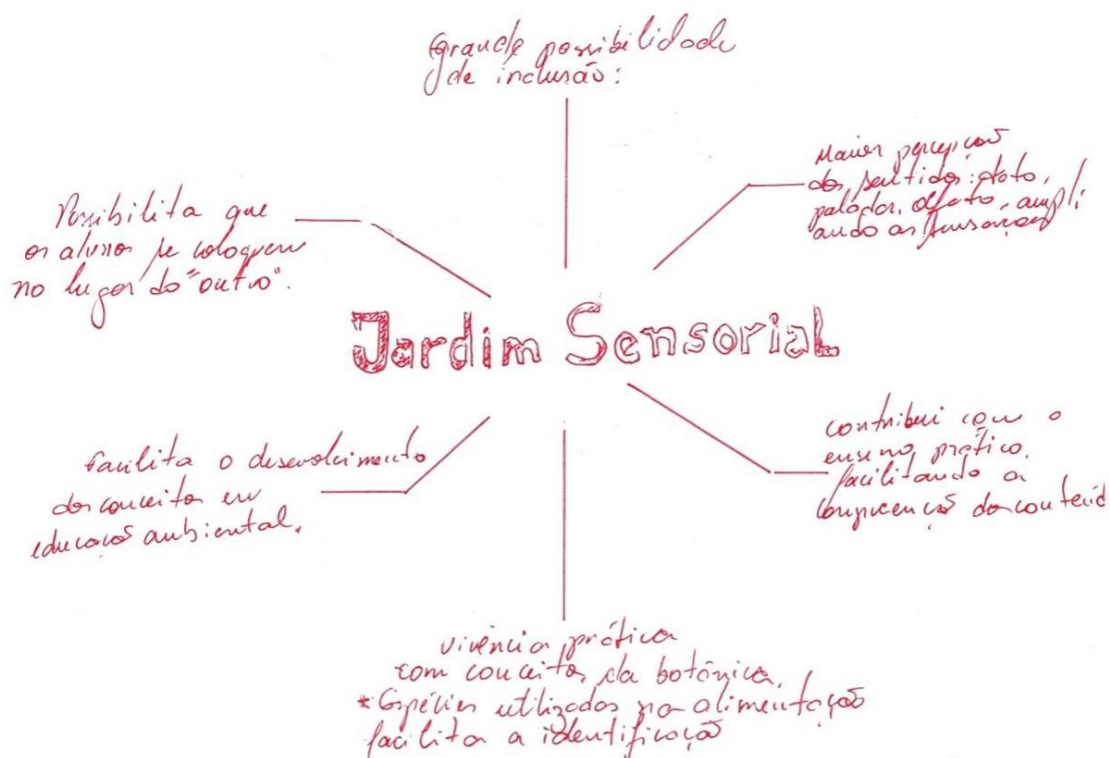 Grande possibilidade
de inclusão:
Maior percepção
dos sentidos: tato,
paladar, olfato, ampli
ando as sensações
Possibilita que
os alunos se coloquem
no lugar do "outro".
Jardim Sensorial
Facilita o desenvolvimento
dos conceitos em
educação ambiental.
contribui com o
ensino prático,
facilitando a
compreensão do conteúd
vivência prática
com conceitos da botânica.
*Espécies utilizadas na alimentação
facilita a identificação